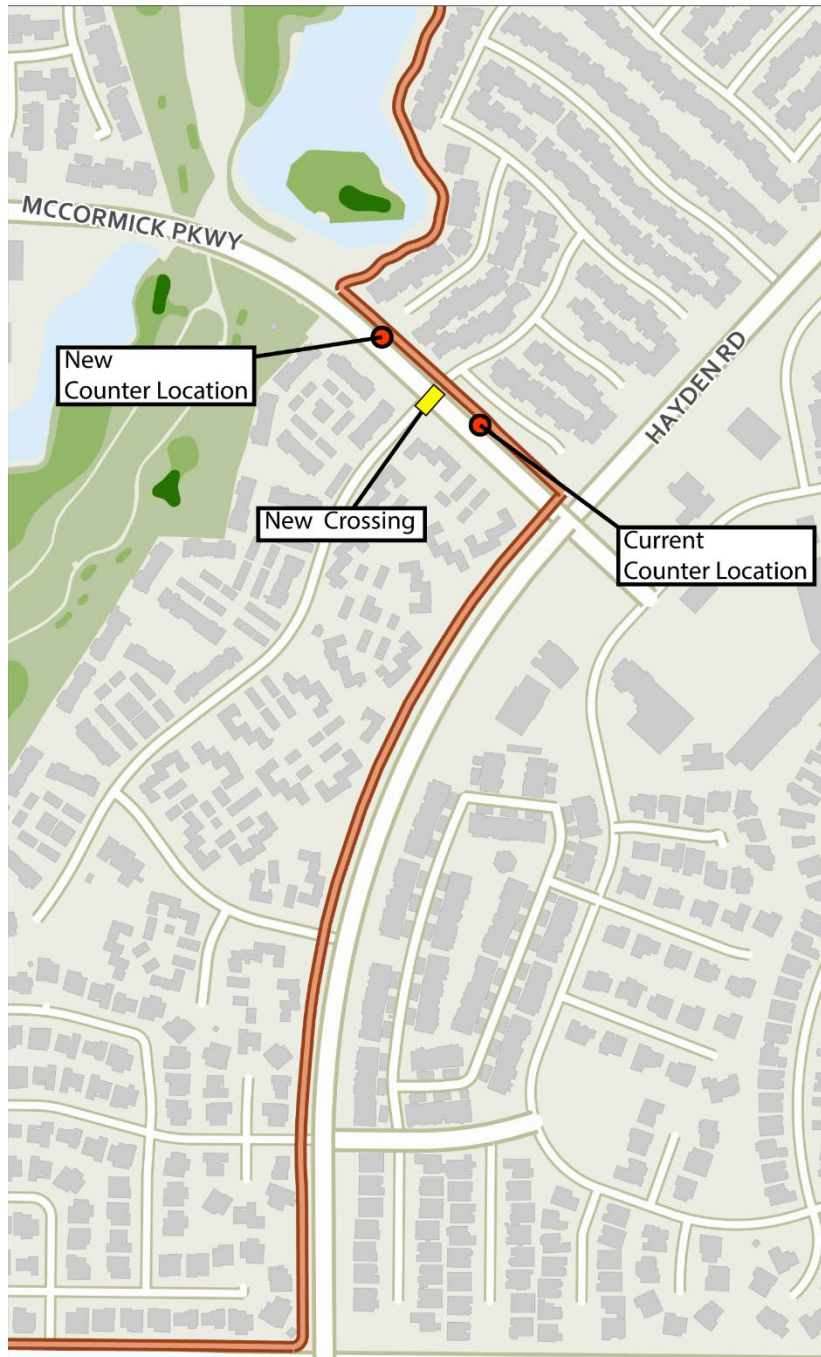 MCCORMICK PKWY
HAYDEN RD
New
Counter Location
New Crossing
Current
Counter Location